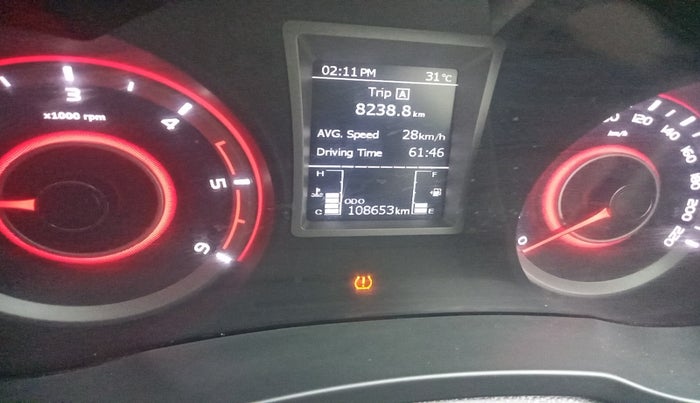 02:11 PM 31°C
Trip A
8238.8km
AVG. Speed 28km/h
Driving Time 61:46
H F
ODO
C 108653km E
3
x1000 rpm
4
5
6
0
120
140
160
180
200
220
km/h